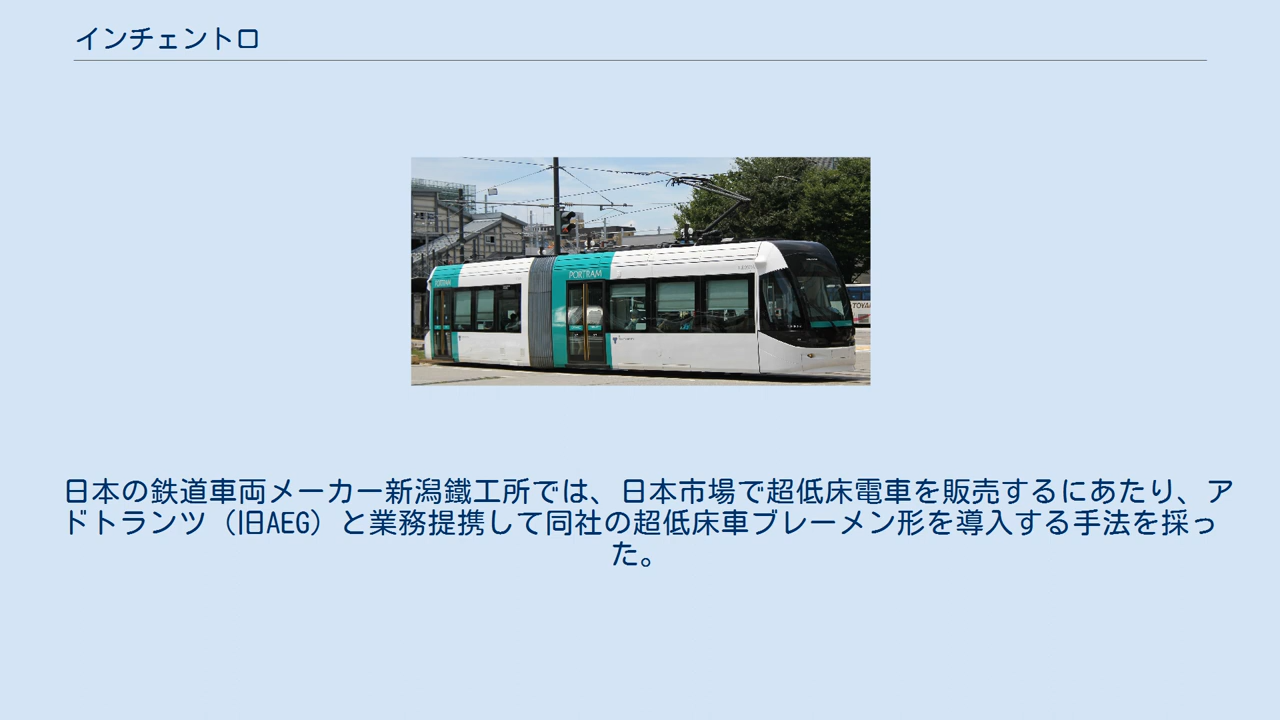 インチェントロ
PORTRAM
PORTRAM
TOYA
日本の鉄道車両メーカー新潟鐵工所では、日本市場で超低床電車を販売するにあたり、ア
ドトランツ（旧AEG）と業務提携して同社の超低床車ブレーメン形を導入する手法を採っ
た。